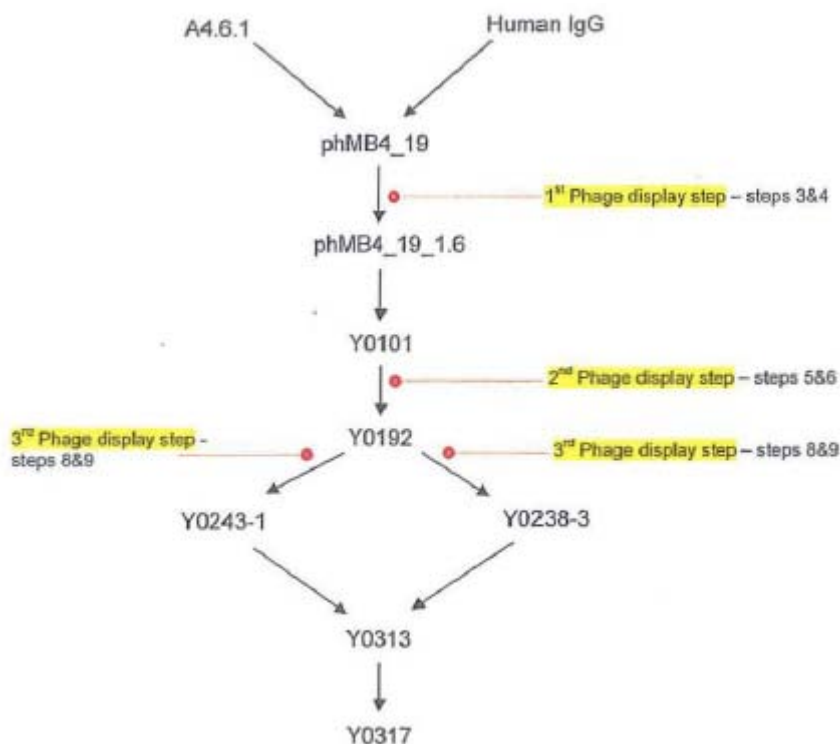 A4.6.1
Human IgG
phMB4_19
1st Phage display step – steps 3&4
phMB4_19_1.6
Y0101
2nd Phage display step – steps 5&6
Y0192
3rd Phage display step -
steps 8&9
3rd Phage display step – steps 8&9
Y0243-1
Y0238-3
Y0313
Y0317